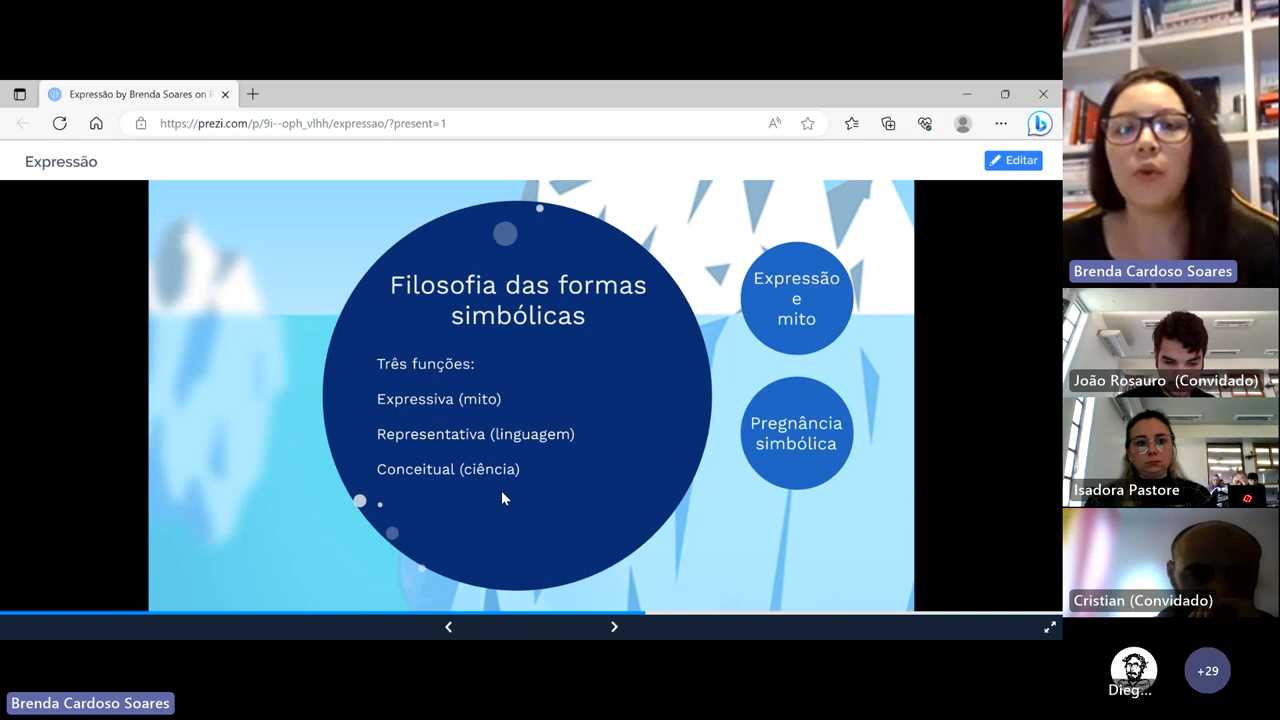 Expressão by Brenda Soares on P
https://prezi.com/p/9i--oph_vlhh/expressao/?present=1
Expressão
Editar
Filosofia das formas
simbólicas
Três funções:
Expressiva (mito)
Representativa (linguagem)
Conceitual (ciência)
Expressão
e
mito
Pregnância
simbólica
Brenda Cardoso Soares
João Rosauro (Convidado)
Isadora Pastore
Cristian (Convidado)
Dieg...
+29
Brenda Cardoso Soares